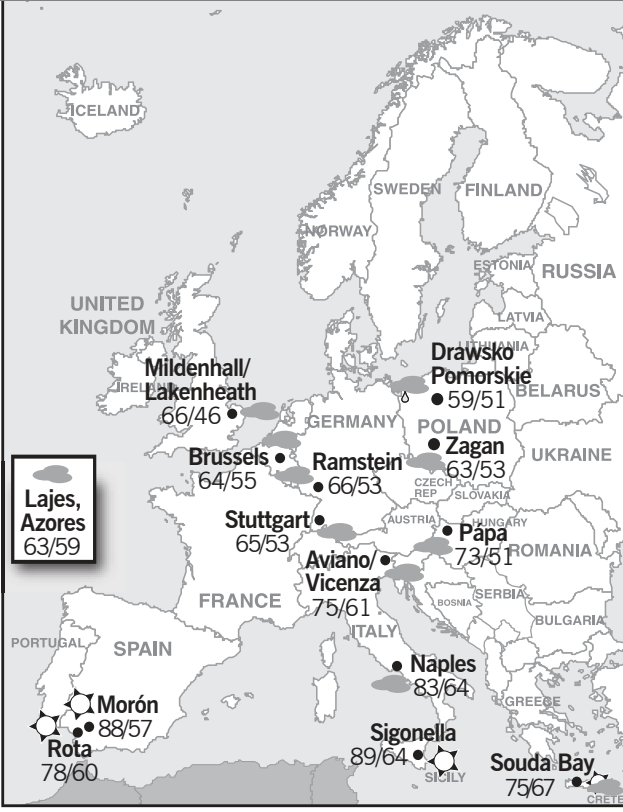 ICELAND
SWEDEN
FINLAND
NORWAY
ESTONIA
RUSSIA
LATVIA
LITHUANIA
UNITED
KINGDOM
IRELAND
Mildenhall/
Lakenheath
66/46
Drawsko
Pomorskie
59/51
BELARUS
GERMANY
POLAND
Zagan
63/53
UKRAINE
Brussels
64/55
Ramstein
66/53
CZECH
REP
SLOVAKIA
Lajes,
Azores
63/59
Stuttgart
65/53
AUSTRIA
HUNGARY
Pápa
73/51
ROMANIA
Aviano/
Vicenza
75/61
FRANCE
BOSNIA
SERBIA
BULGARIA
ITALY
PORTUGAL
SPAIN
Naples
83/64
GREECE
Morón
88/57
Rota
78/60
Sigonella
89/64
SICILY
Souda Bay
75/67
CRETE